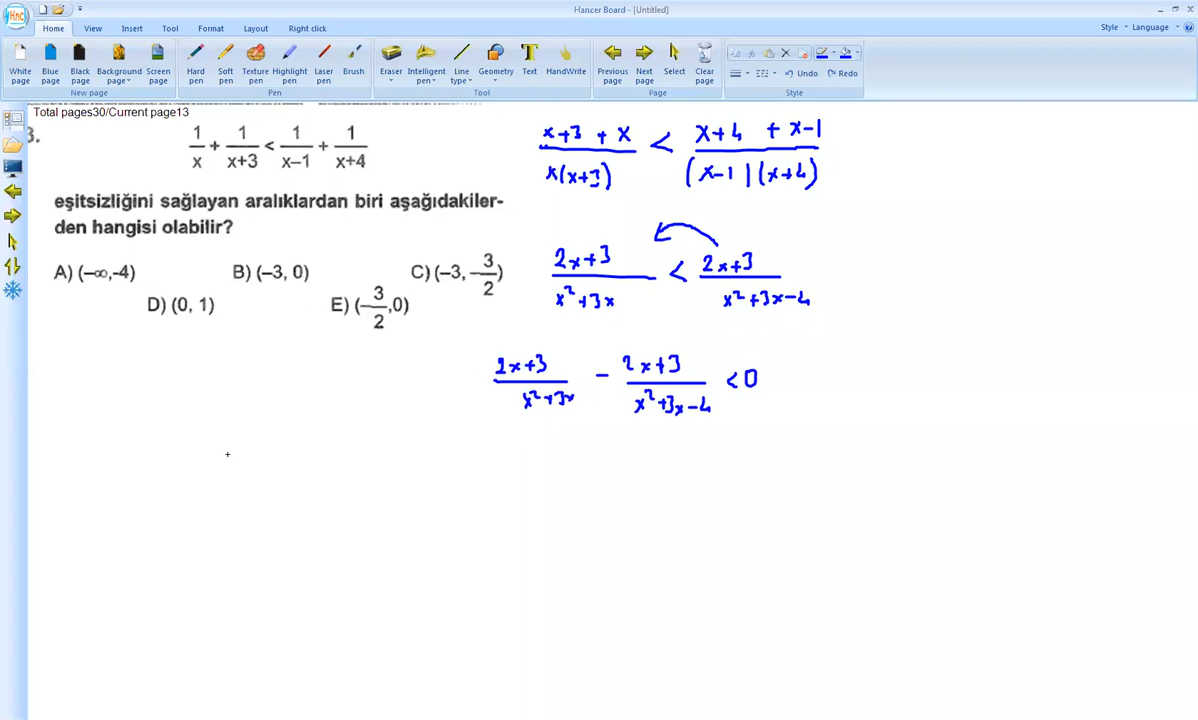 Hancer Board - [Untitled]
Hnc
Home View Insert Tool Format Layout Right click
Style Language
White page Blue page Black page Background page Screen page
Hard pen Soft pen Texture pen Highlight pen Laser pen Brush
Eraser Intelligent pen Line type Geometry Text HandWrite
Previous page Next page Select Clear page
Undo Redo
New page Pen Tool Page Style
Total pages30/Current page13
3.
1/x + 1/x+3 < 1/x–1 + 1/x+4
eşitsizliğini sağlayan aralıklardan biri aşağıdakiler-
den hangisi olabilir?
A) (–∞,-4) B) (–3, 0) C) (–3, -3/2)
D) (0, 1) E) (-3/2,0)
x+3 + x / x(x+3) < x+4 + x-1 / (x-1)(x+4)
2x+3 / x²+3x < 2x+3 / x²+3x-4
2x+3 / x²+3x - 2x+3 / x²+3x-4 < 0